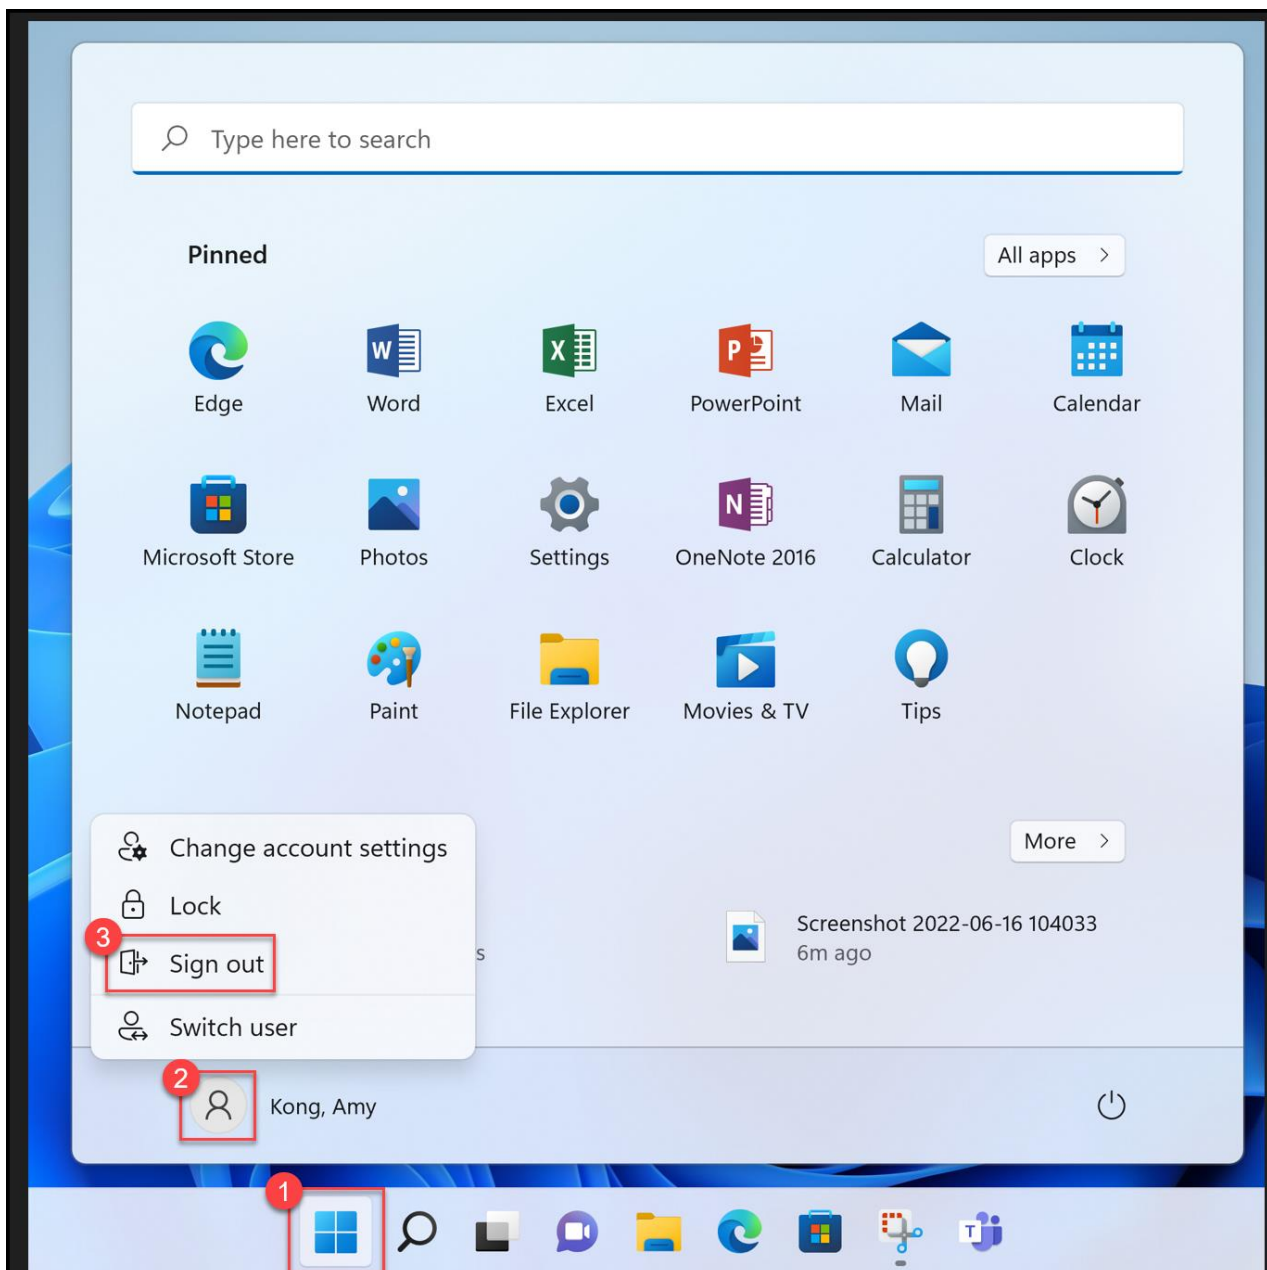 Type here to search
Pinned
All apps >
Edge
Word
Excel
PowerPoint
Mail
Calendar
Microsoft Store
Photos
Settings
OneNote 2016
Calculator
Clock
Notepad
Paint
File Explorer
Movies & TV
Tips
Change account settings
More >
Lock
Screenshot 2022-06-16 104033
3
Sign out
s
6m ago
Switch user
2
Kong, Amy
1